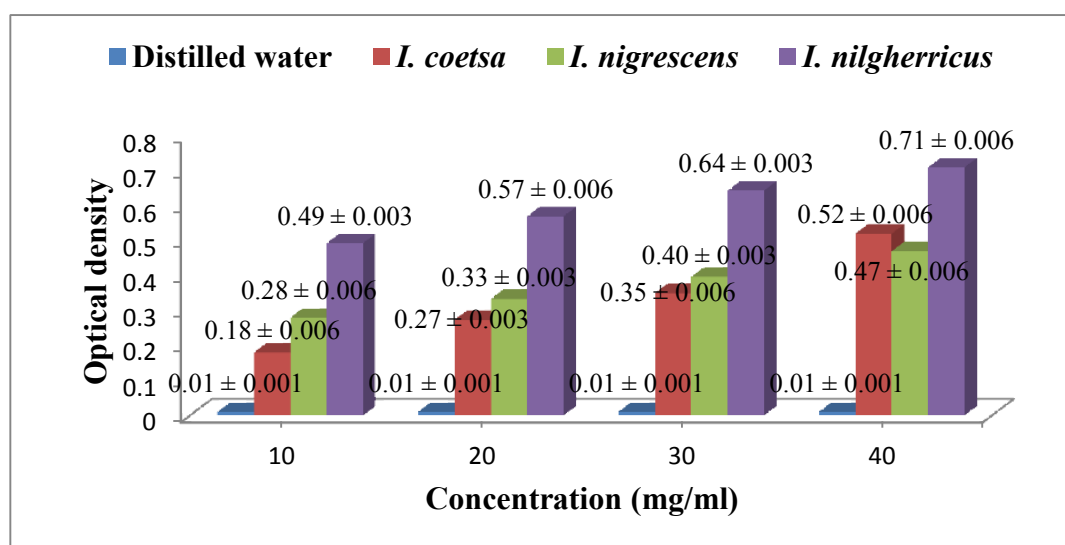 Distilled water I. coetsa I. nigrescens I. nilgherricus
Optical density
0.8
0.7
0.6
0.5
0.4
0.3
0.2
0.1
0
0.01 ± 0.001
0.18 ± 0.006
0.28 ± 0.006
0.49 ± 0.003
0.01 ± 0.001
0.27 ± 0.003
0.33 ± 0.003
0.57 ± 0.006
0.01 ± 0.001
0.35 ± 0.006
0.40 ± 0.003
0.64 ± 0.003
0.01 ± 0.001
0.52 ± 0.006
0.47 ± 0.006
0.71 ± 0.006
10 20 30 40
Concentration (mg/ml)